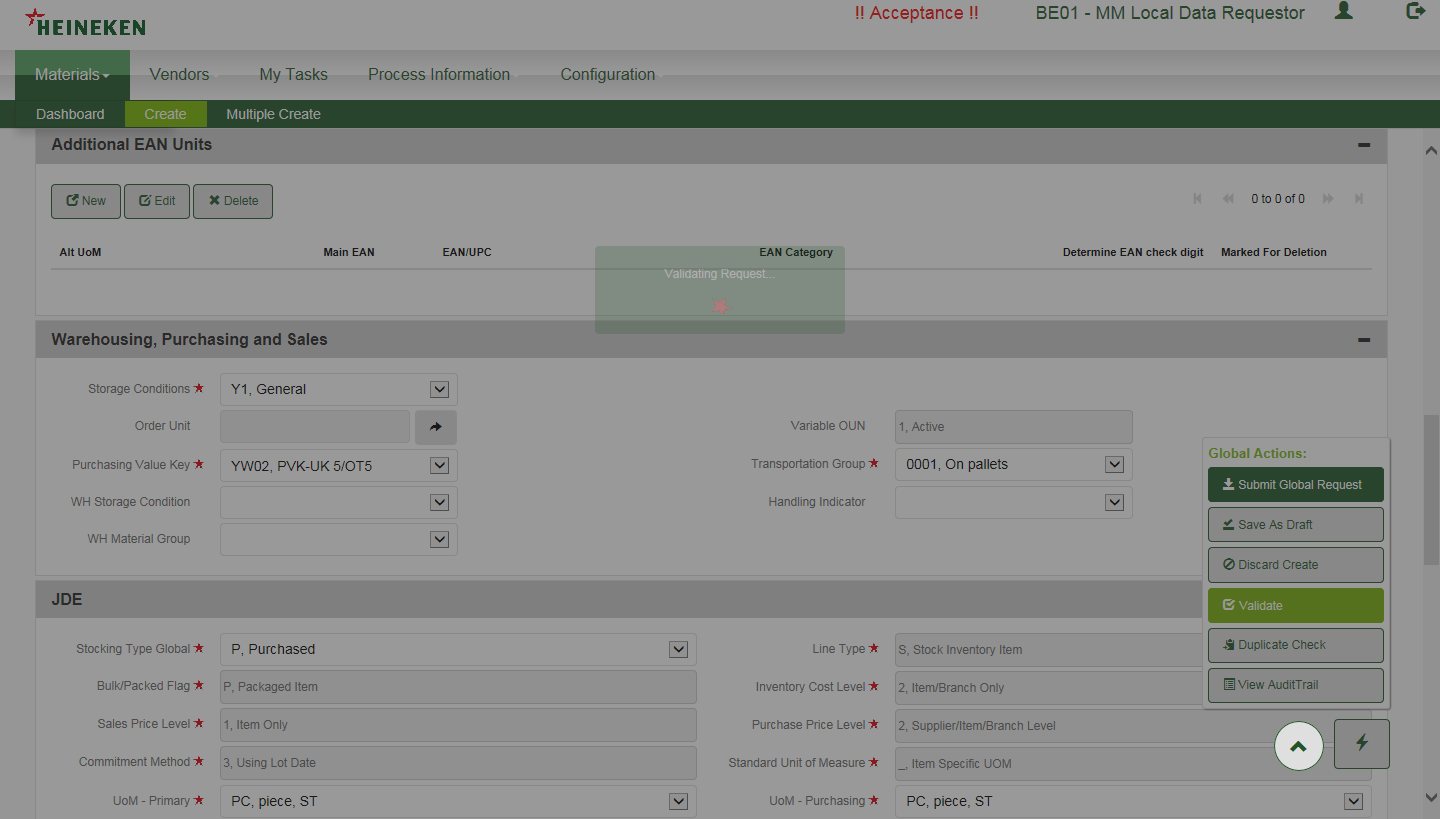 HEINEKEN
!! Acceptance !!
BE01 - MM Local Data Requestor
Materials
Vendors
My Tasks
Process Information
Configuration
Dashboard
Create
Multiple Create
Additional EAN Units
New
Edit
Delete
0 to 0 of 0
Alt UoM
Main EAN
EAN/UPC
EAN Category
Determine EAN check digit
Marked For Deletion
Validating Request...
Warehousing, Purchasing and Sales
Storage Conditions
Y1, General
Order Unit
Variable OUN
1, Active
Purchasing Value Key
YW02, PVK-UK 5/OT5
Transportation Group
0001, On pallets
WH Storage Condition
Handling Indicator
WH Material Group
Global Actions:
Submit Global Request
Save As Draft
Discard Create
Validate
Duplicate Check
View AuditTrail
JDE
Stocking Type Global
P, Purchased
Line Type
S, Stock Inventory Item
Bulk/Packed Flag
P, Packaged Item
Inventory Cost Level
2, Item/Branch Only
Sales Price Level
1, Item Only
Purchase Price Level
2, Supplier/Item/Branch Level
Commitment Method
3, Using Lot Date
Standard Unit of Measure
_, Item Specific UOM
UoM - Primary
PC, piece, ST
UoM - Purchasing
PC, piece, ST